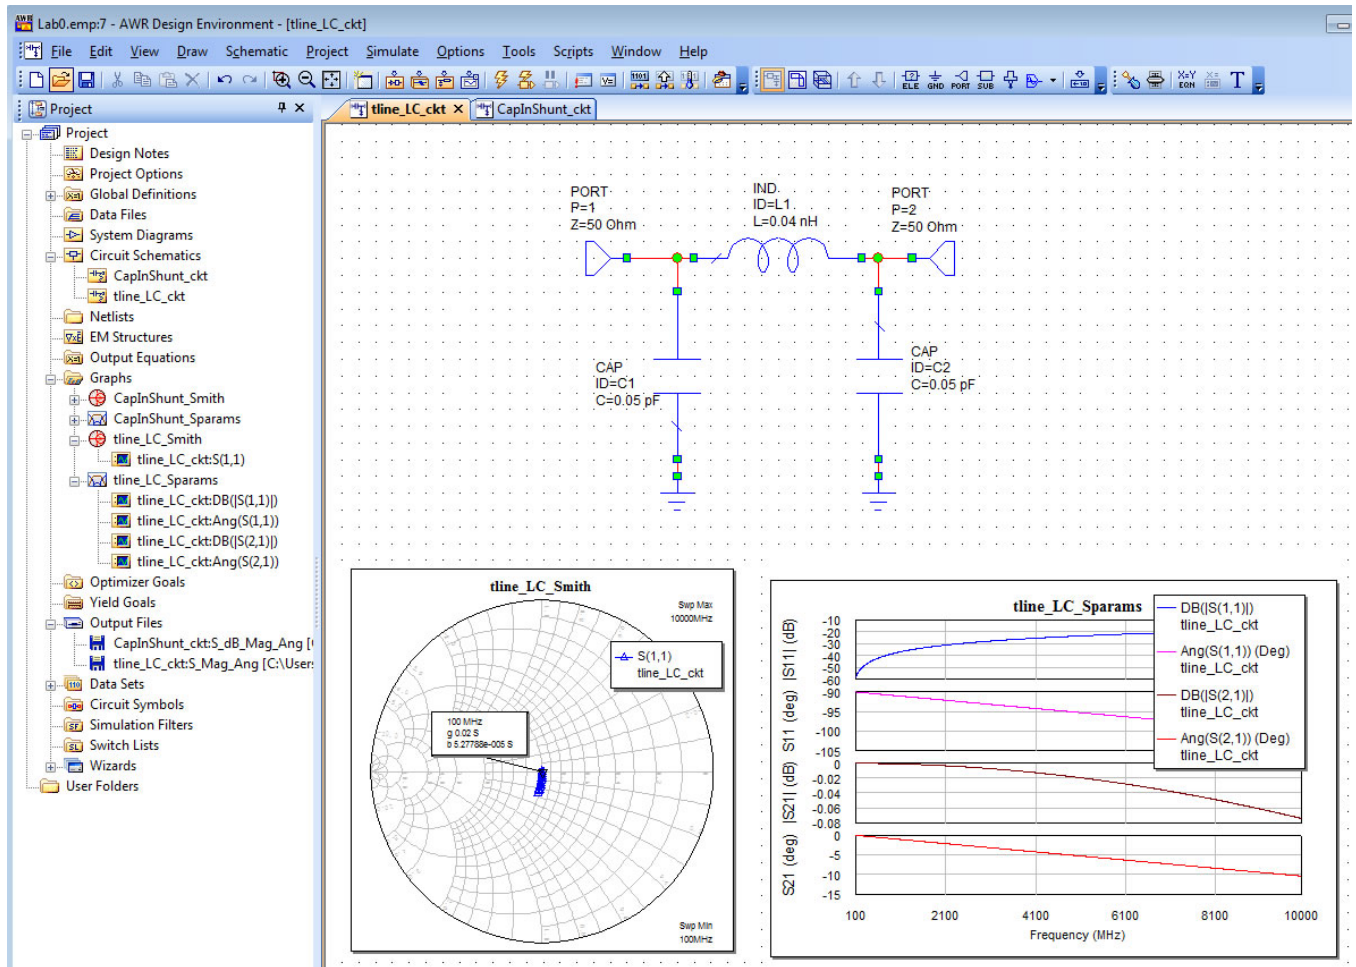 Lab0.emp:7 - AWR Design Environment - [tline_LC_ckt]
File Edit View Draw Schematic Project Simulate Options Tools Scripts Window Help
ELE GND PORT SUB X=Y EQN T
Project
tline_LC_ckt
CapInShunt_ckt
Project
Design Notes
Project Options
Global Definitions
Data Files
System Diagrams
Circuit Schematics
CapInShunt_ckt
tline_LC_ckt
Netlists
EM Structures
Output Equations
Graphs
CapInShunt_Smith
CapInShunt_Sparams
tline_LC_Smith
tline_LC_ckt:S(1,1)
tline_LC_Sparams
tline_LC_ckt:DB(|S(1,1)|)
tline_LC_ckt:Ang(S(1,1))
tline_LC_ckt:DB(|S(2,1)|)
tline_LC_ckt:Ang(S(2,1))
Optimizer Goals
Yield Goals
Output Files
CapInShunt_ckt:S_dB_Mag_Ang [
tline_LC_ckt:S_Mag_Ang [C:\Users
Data Sets
Circuit Symbols
Simulation Filters
Switch Lists
Wizards
User Folders
PORT
P=1
Z=50 Ohm
IND
ID=L1
L=0.04 nH
PORT
P=2
Z=50 Ohm
CAP
ID=C1
C=0.05 pF
CAP
ID=C2
C=0.05 pF
tline_LC_Smith
Swp Max
10000MHz
S(1,1)
tline_LC_ckt
100 MHz
g 0.02 S
b 5.27788e-005 S
Swp Min
100MHz
tline_LC_Sparams
DB(|S(1,1)|)
tline_LC_ckt
Ang(S(1,1)) (Deg)
tline_LC_ckt
DB(|S(2,1)|)
tline_LC_ckt
Ang(S(2,1)) (Deg)
tline_LC_ckt
|S11| (dB)
-10
-20
-30
-40
-50
-60
S11 (deg)
-90
-95
-100
-105
|S21| (dB)
0
-0.02
-0.04
-0.06
-0.08
S21 (deg)
0
-5
-10
-15
100 2100 4100 6100 8100 10000
Frequency (MHz)